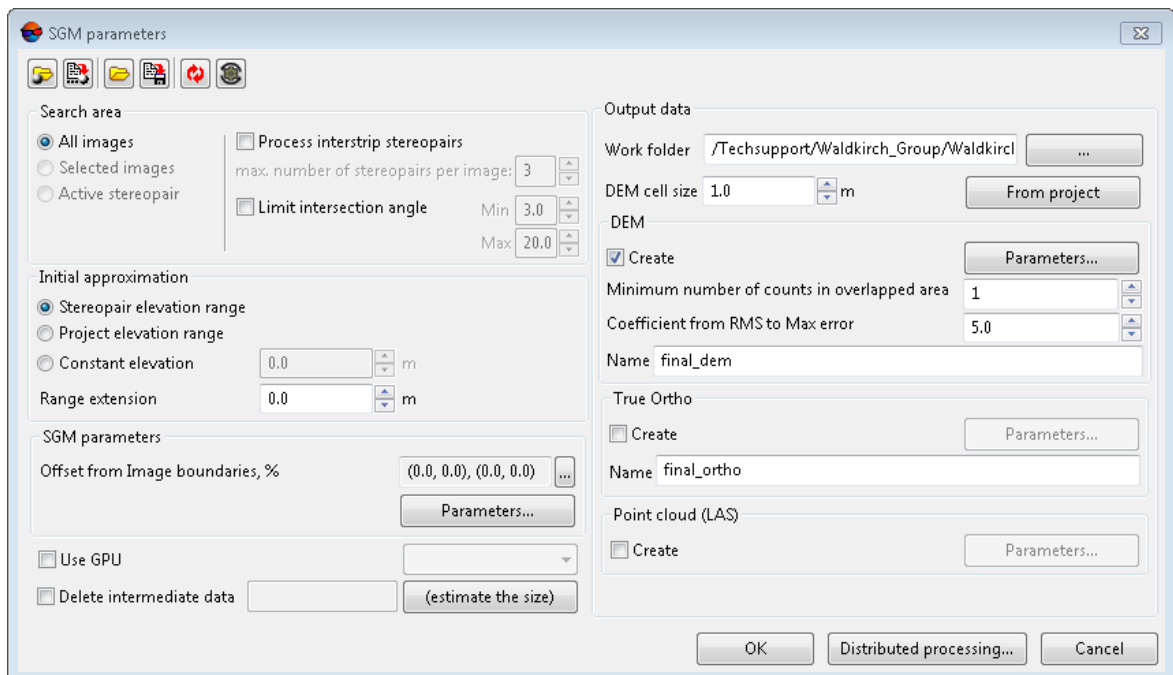 SGM parameters
Search area
All images
Selected images
Active stereopair
Process interstrip stereopairs
max. number of stereopairs per image: 3
Limit intersection angle Min 3.0
Max 20.0
Initial approximation
Stereopair elevation range
Project elevation range
Constant elevation 0.0 m
Range extension 0.0 m
SGM parameters
Offset from Image boundaries, % (0.0, 0.0), (0.0, 0.0) ...
Parameters...
Use GPU
Delete intermediate data (estimate the size)
Output data
Work folder /Techsupport/Waldkirch_Group/Waldkircl ...
DEM cell size 1.0 m From project
DEM
Create Parameters...
Minimum number of counts in overlapped area 1
Coefficient from RMS to Max error 5.0
Name final_dem
True Ortho
Create Parameters...
Name final_ortho
Point cloud (LAS)
Create Parameters...
OK Distributed processing... Cancel